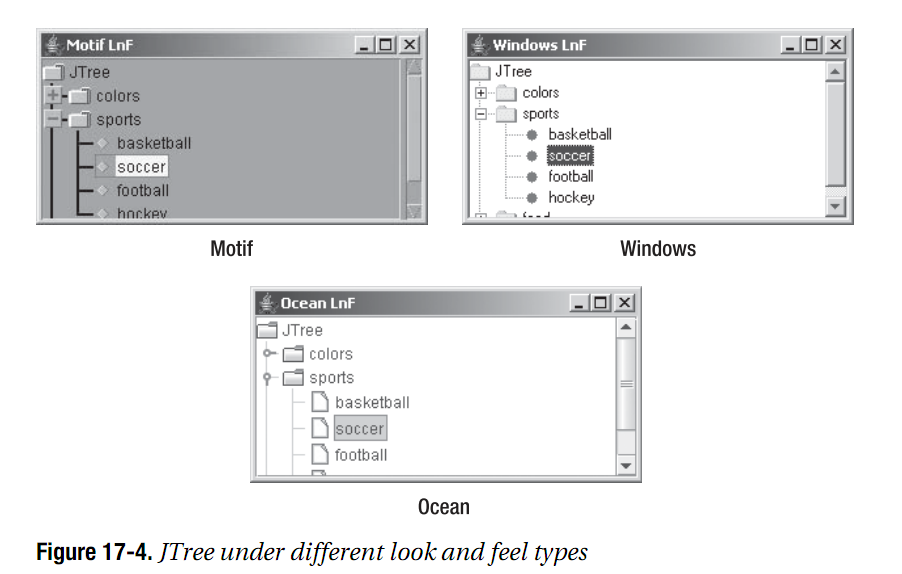 Motif LnF
JTree
colors
sports
basketball
soccer
football
hockey
Motif
Windows LnF
JTree
colors
sports
basketball
soccer
football
hockey
food
Windows
Ocean LnF
JTree
colors
sports
basketball
soccer
football
Ocean
Figure 17-4. JTree under different look and feel types